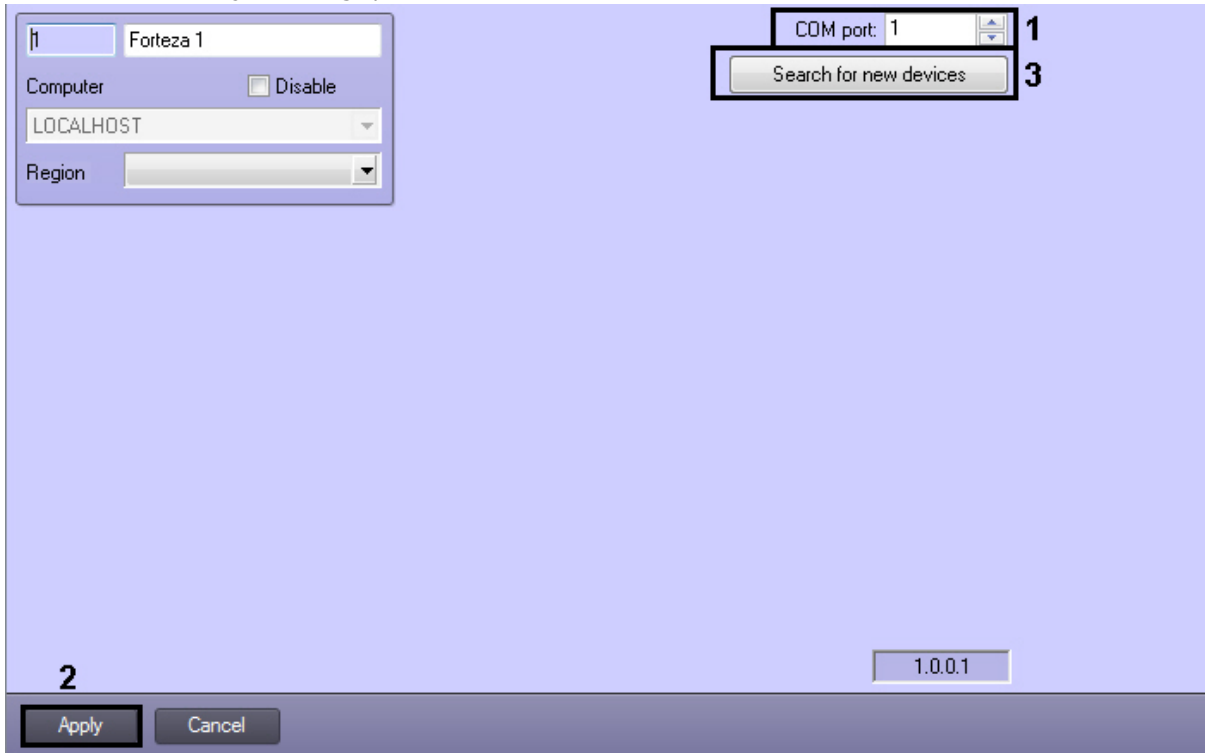 1 Forteza 1
Computer Disable
LOCALHOST
Region
COM port: 1 1
Search for new devices 3
1.0.0.1
2
Apply Cancel